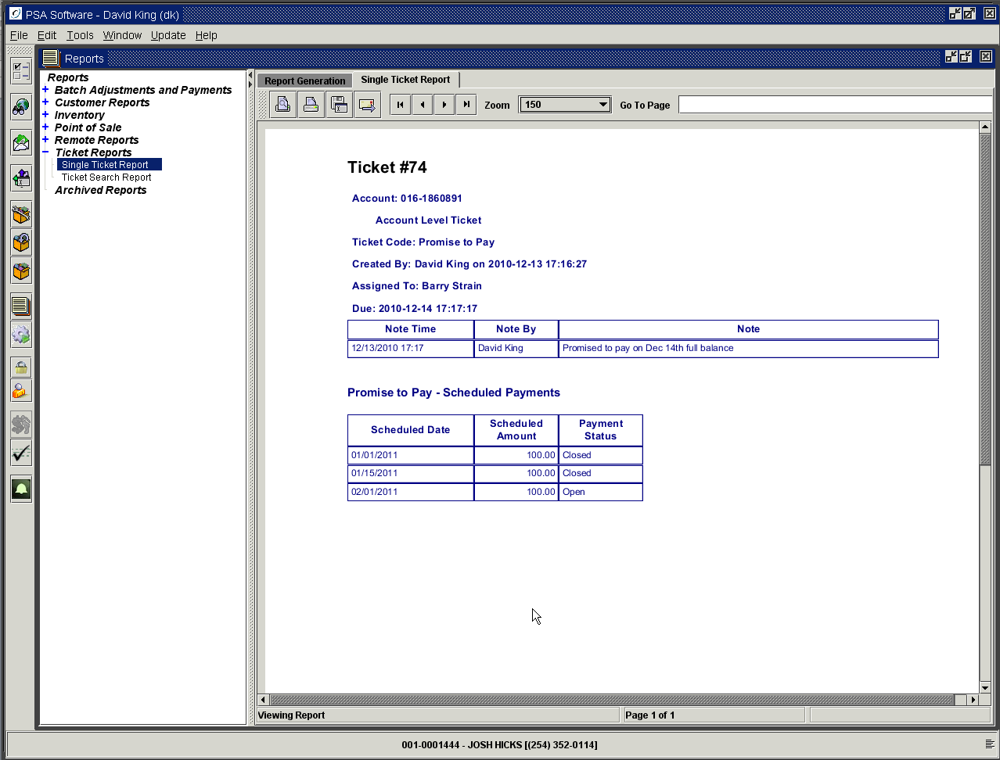 PSA Software - David King (dk)
File Edit Tools Window Update Help
Reports
Reports
Batch Adjustments and Payments
Customer Reports
Inventory
Point of Sale
Remote Reports
Ticket Reports
Single Ticket Report
Ticket Search Report
Archived Reports
Report Generation Single Ticket Report
Zoom 150 Go To Page
Ticket #74
Account: 016-1860891
Account Level Ticket
Ticket Code: Promise to Pay
Created By: David King on 2010-12-13 17:16:27
Assigned To: Barry Strain
Due: 2010-12-14 17:17:17
Note Time Note By Note
12/13/2010 17:17 David King Promised to pay on Dec 14th full balance
Promise to Pay - Scheduled Payments
Scheduled Date Scheduled Amount Payment Status
01/01/2011 100.00 Closed
01/15/2011 100.00 Closed
02/01/2011 100.00 Open
Viewing Report Page 1 of 1
001-0001444 - JOSH HICKS [(254) 352-0114]